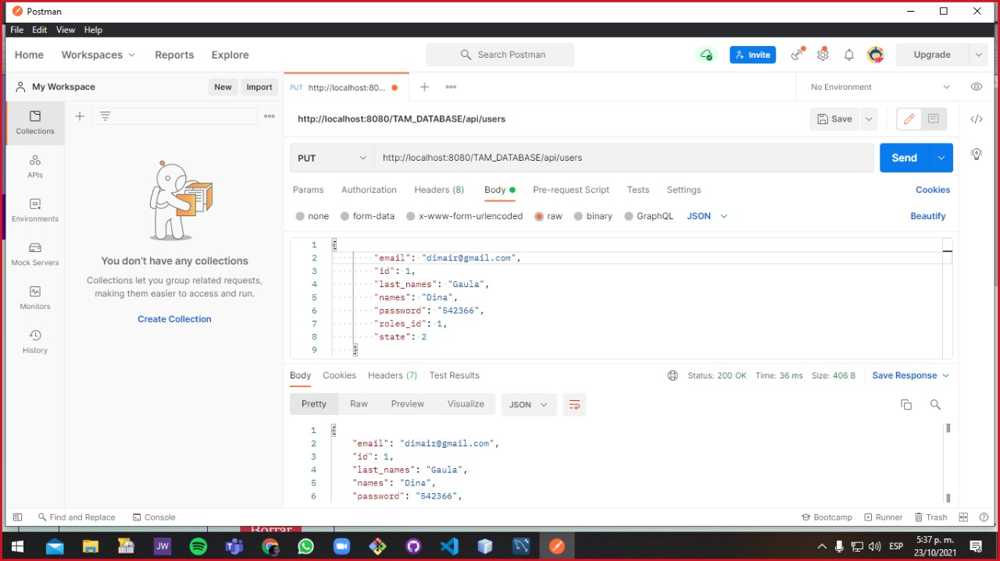 Postman
File Edit View Help
Home Workspaces Reports Explore Search Postman Invite Upgrade
My Workspace New Import PUT http://localhost:80... No Environment
http://localhost:8080/TAM_DATABASE/api/users Save
Collections
APIs
Environments
Mock Servers
Monitors
History
You don't have any collections
Collections let you group related requests,
making them easier to access and run.
Create Collection
PUT http://localhost:8080/TAM_DATABASE/api/users Send
Params Authorization Headers (8) Body Pre-request Script Tests Settings Cookies
none form-data x-www-form-urlencoded raw binary GraphQL JSON Beautify
1 {
2 "email": "dimair@gmail.com",
3 "id": 1,
4 "last_names": "Gaula",
5 "names": "Dina",
6 "password": "542366",
7 "roles_id": 1,
8 "state": 2
9 }
Body Cookies Headers (7) Test Results Status: 200 OK Time: 36 ms Size: 406 B Save Response
Pretty Raw Preview Visualize JSON
1 {
2 "email": "dimair@gmail.com",
3 "id": 1,
4 "last_names": "Gaula",
5 "names": "Dina",
6 "password": "542366",
Find and Replace Console Bootcamp Runner Trash
Borrar
JW ESP 5:37 p. m.
23/10/2021